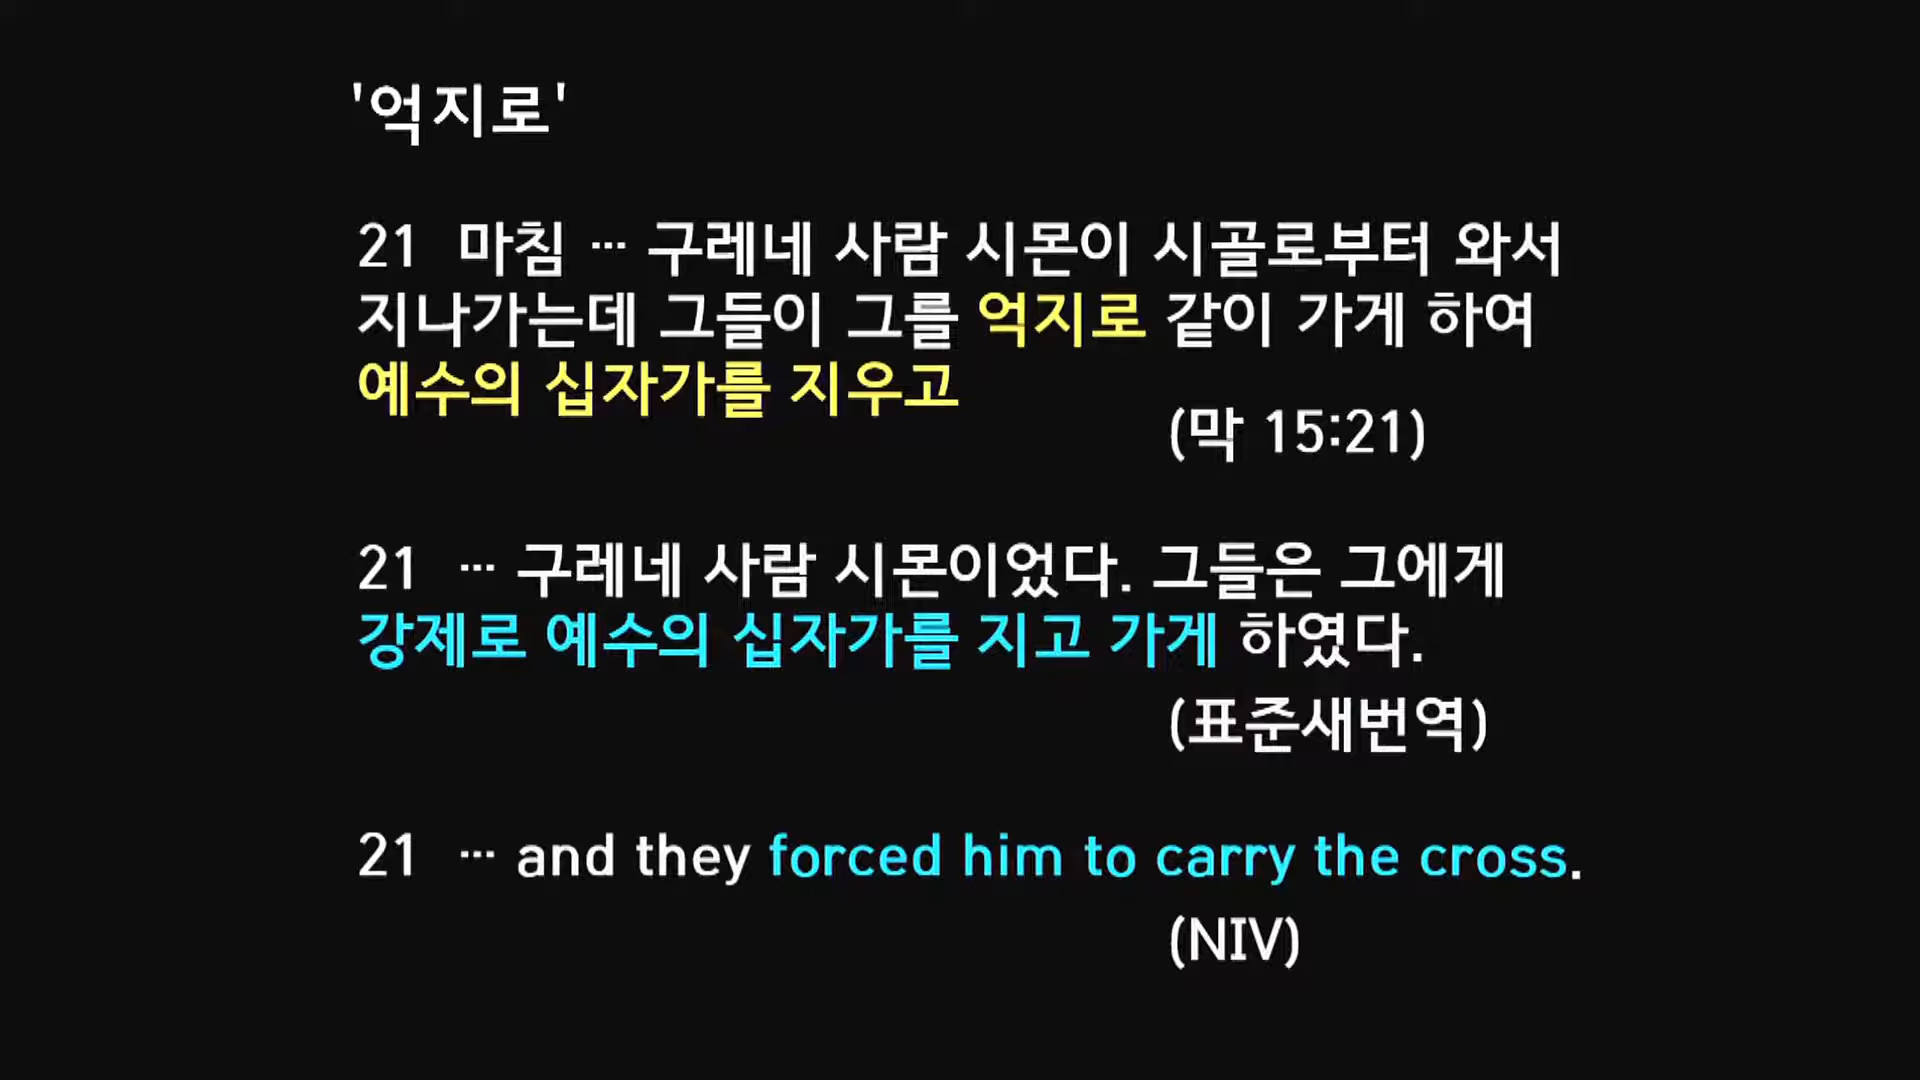 '억지로'
21 마침 … 구레네 사람 시몬이 시골로부터 와서
지나가는데 그들이 그를 억지로 같이 가게 하여
예수의 십자가를 지우고
(막 15:21)
21 … 구레네 사람 시몬이었다. 그들은 그에게
강제로 예수의 십자가를 지고 가게 하였다.
(표준새번역)
21 … and they forced him to carry the cross.
(NIV)